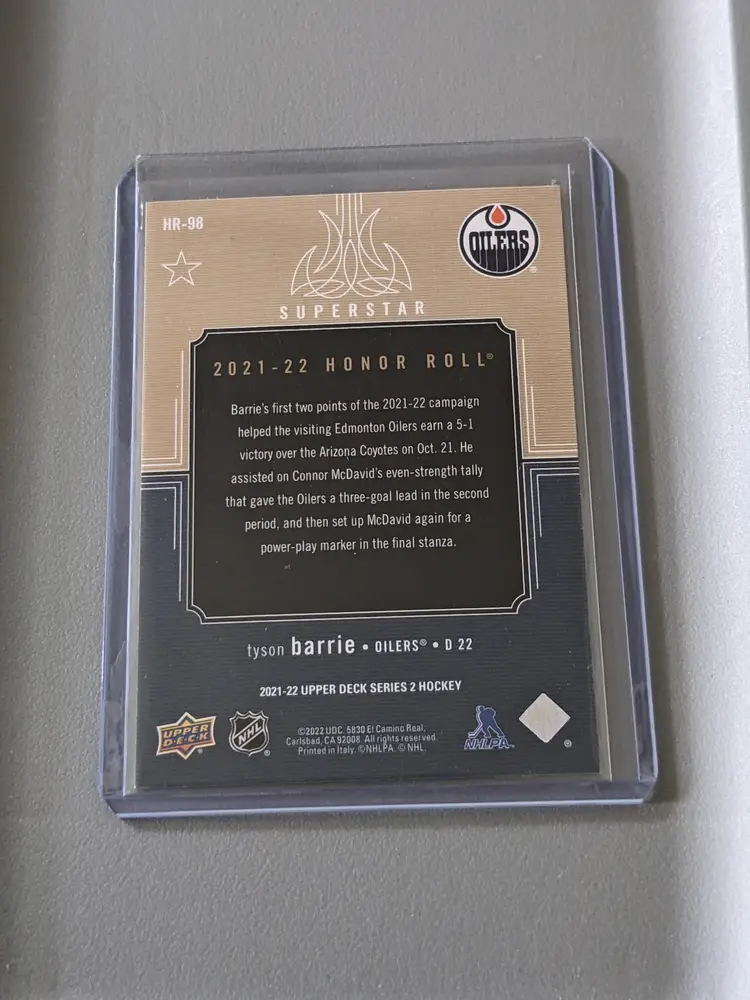 HR-98
OILERS
SUPERSTAR
2021-22 HONOR ROLL®
Barrie's first two points of the 2021-22 campaign
helped the visiting Edmonton Oilers earn a 5-1
victory over the Arizona Coyotes on Oct. 21. He
assisted on Connor McDavid's even-strength tally
that gave the Oilers a three-goal lead in the second
period, and then set up McDavid again for a
power-play marker in the final stanza.
tyson barrie • OILERS® • D 22
2021-22 UPPER DECK SERIES 2 HOCKEY
UPPER
DECK
NHL
©2022 UDC. 5830 El Camino Real,
Carlsbad, CA 92008. All rights reserved.
Printed in Italy. ©NHLPA. © NHL.
NHLPA